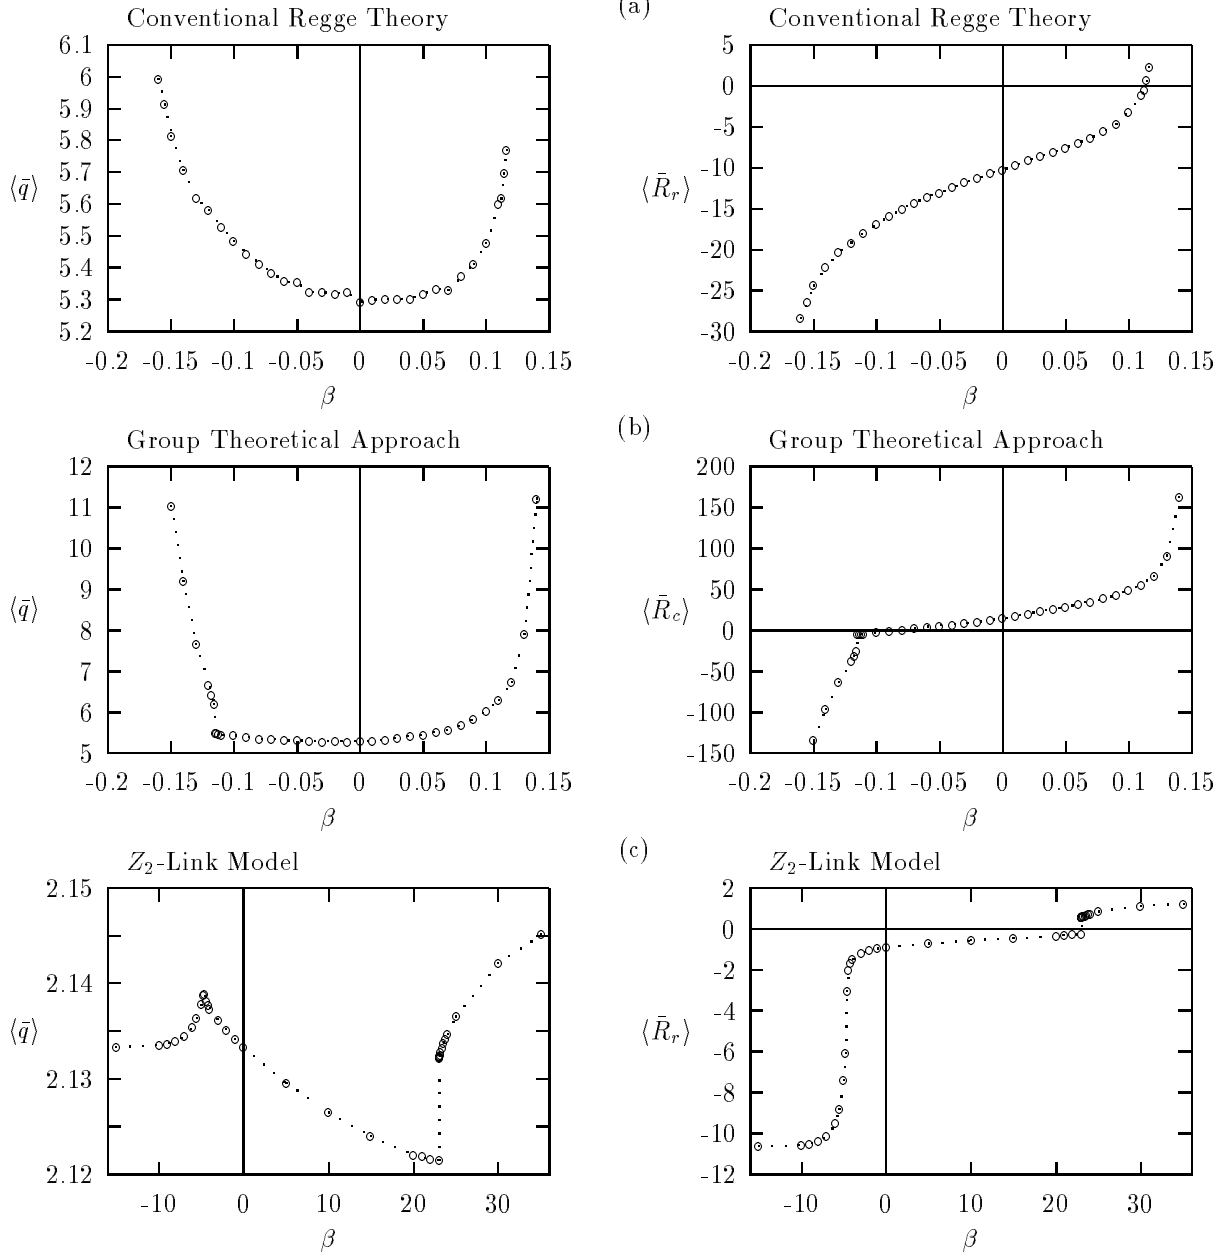 (a)
Conventional Regge Theory
6.1
6
5.9
5.8
5.7
5.6
5.5
5.4
5.3
5.2
⟨q̄⟩
-0.2 -0.15 -0.1 -0.05 0 0.05 0.1 0.15
β
Conventional Regge Theory
5
0
-5
-10
-15
-20
-25
-30
⟨R̄r⟩
-0.2 -0.15 -0.1 -0.05 0 0.05 0.1 0.15
β
(b)
Group Theoretical Approach
12
11
10
9
8
7
6
5
⟨q̄⟩
-0.2 -0.15 -0.1 -0.05 0 0.05 0.1 0.15
β
Group Theoretical Approach
200
150
100
50
0
-50
-100
-150
⟨R̄c⟩
-0.2 -0.15 -0.1 -0.05 0 0.05 0.1 0.15
β
(c)
Z₂-Link Model
2.15
2.14
2.13
2.12
⟨q̄⟩
-10 0 10 20 30
β
Z₂-Link Model
2
0
-2
-4
-6
-8
-10
-12
⟨R̄r⟩
-10 0 10 20 30
β